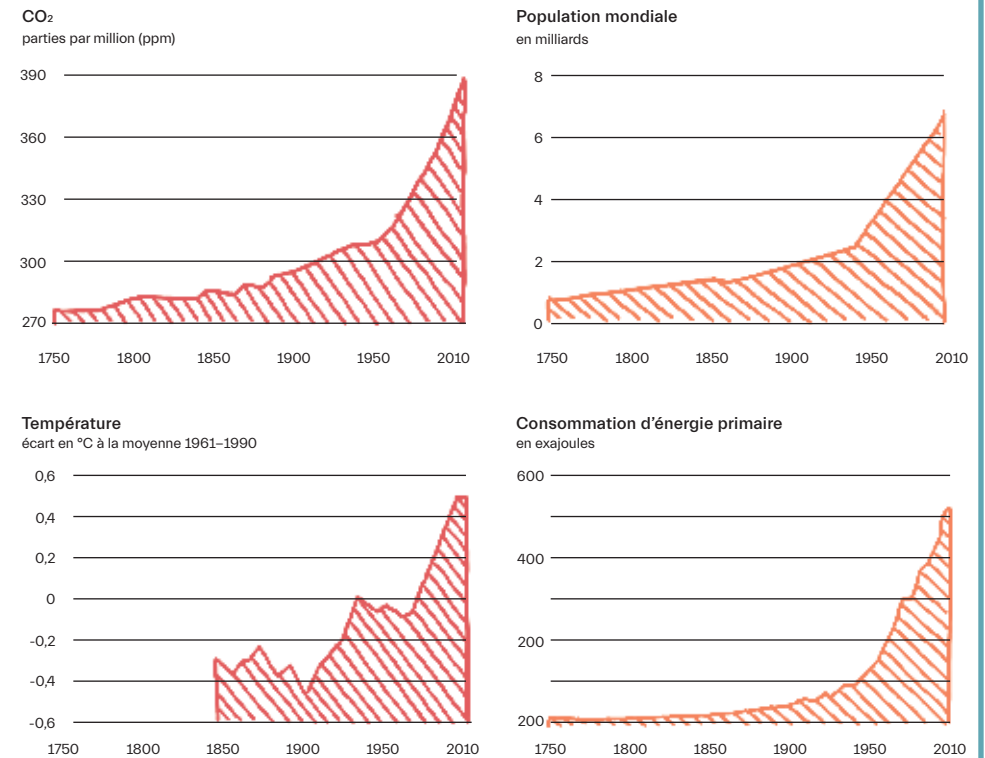 CO₂
parties par million (ppm)
390
360
330
300
270
1750 1800 1850 1900 1950 2010
Population mondiale
en milliards
8
6
4
2
0
1750 1800 1850 1900 1950 2010
Température
écart en °C à la moyenne 1961–1990
0,6
0,4
0,2
0
-0,2
-0,4
-0,6
1750 1800 1850 1900 1950 2010
Consommation d’énergie primaire
en exajoules
600
400
200
200
1750 1800 1850 1900 1950 2010